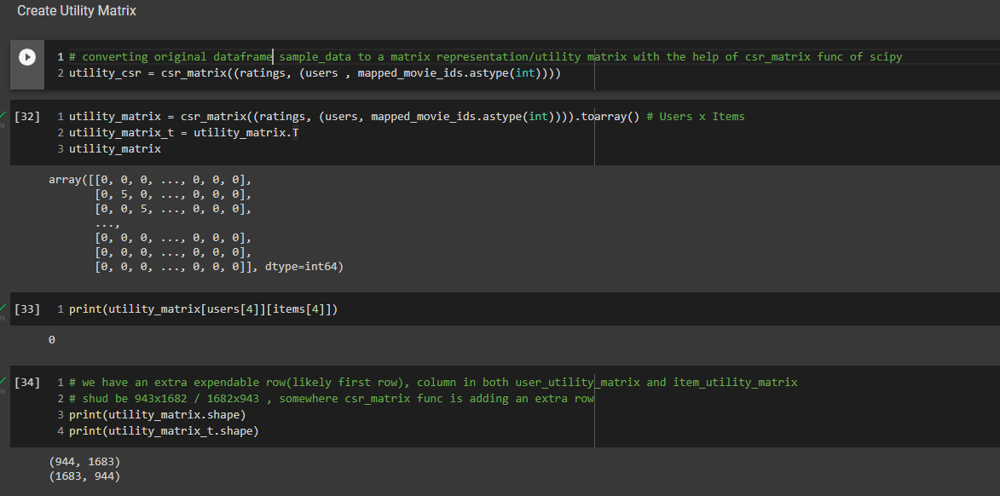 Create Utility Matrix
1 # converting original dataframe sample_data to a matrix representation/utility matrix with the help of csr_matrix func of scipy
2 utility_csr = csr_matrix((ratings, (users , mapped_movie_ids.astype(int))))
[32] 1 utility_matrix = csr_matrix((ratings, (users, mapped_movie_ids.astype(int)))).toarray() # Users x Items
2 utility_matrix_t = utility_matrix.T
3 utility_matrix
array([[0, 0, 0, ..., 0, 0, 0],
[0, 5, 0, ..., 0, 0, 0],
[0, 0, 5, ..., 0, 0, 0],
...,
[0, 0, 0, ..., 0, 0, 0],
[0, 0, 0, ..., 0, 0, 0],
[0, 0, 0, ..., 0, 0, 0]], dtype=int64)
[33] 1 print(utility_matrix[users[4]][items[4]])
0
[34] 1 # we have an extra expendable row(likely first row), column in both user_utility_matrix and item_utility_matrix
2 # shud be 943x1682 / 1682x943 , somewhere csr_matrix func is adding an extra row
3 print(utility_matrix.shape)
4 print(utility_matrix_t.shape)
(944, 1683)
(1683, 944)